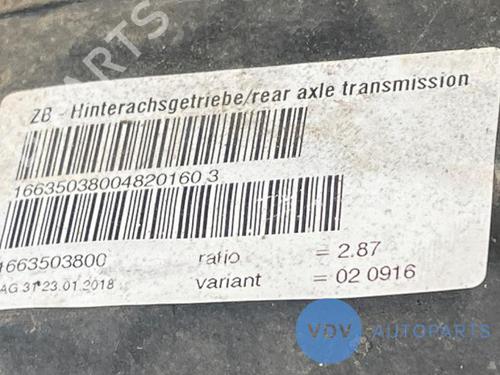 PARTS
ZB - Hinterachsgetriebe/rear axle transmission
16635038004820160 3
1663503800
ratio = 2.87
AG 31 23.01.2018
variant = 02 0916
VDV AUTOPARTS